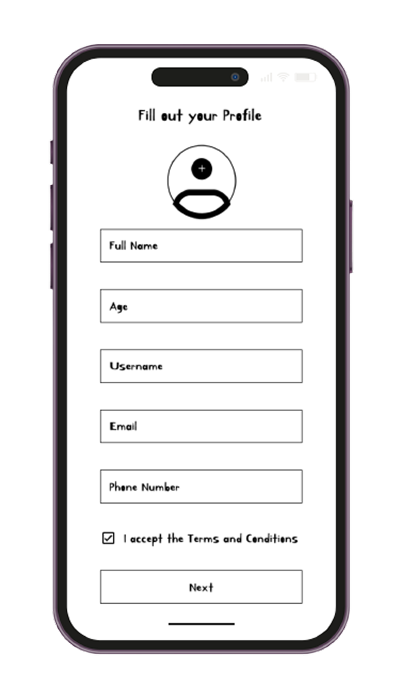 Fill out your Profile
Full Name
Age
Username
Email
Phone Number
I accept the Terms and Conditions
Next